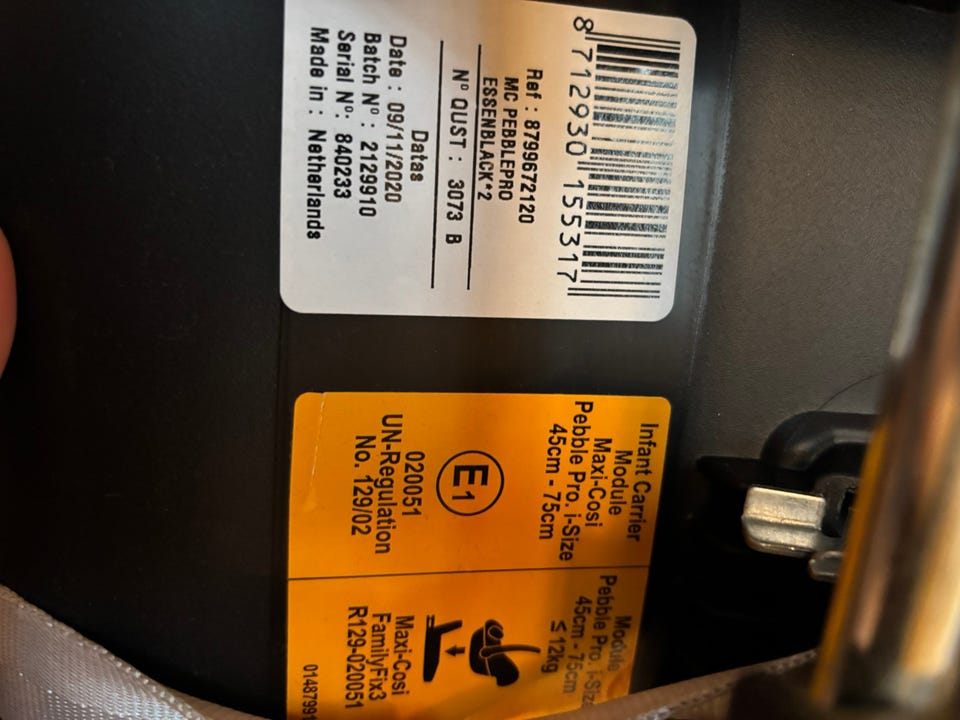 8 712930 155317
Ref : 8799672120
MC PEBBLEPRO
ESSENBLACK*2
N° QUST : 3073 B
Datas
Date : 09/11/2020
Batch N° : 2129910
Serial N°: 840233
Made in : Netherlands
Infant Carrier
Module
Maxi-Cosi
Pebble Pro. i-Size
45cm - 75cm
E1
020051
UN-Regulation
No. 129/02
Module
Pebble Pro. i-Size
45cm - 75cm
≤12kg
Maxi-Cosi
FamilyFix3
R129-020051